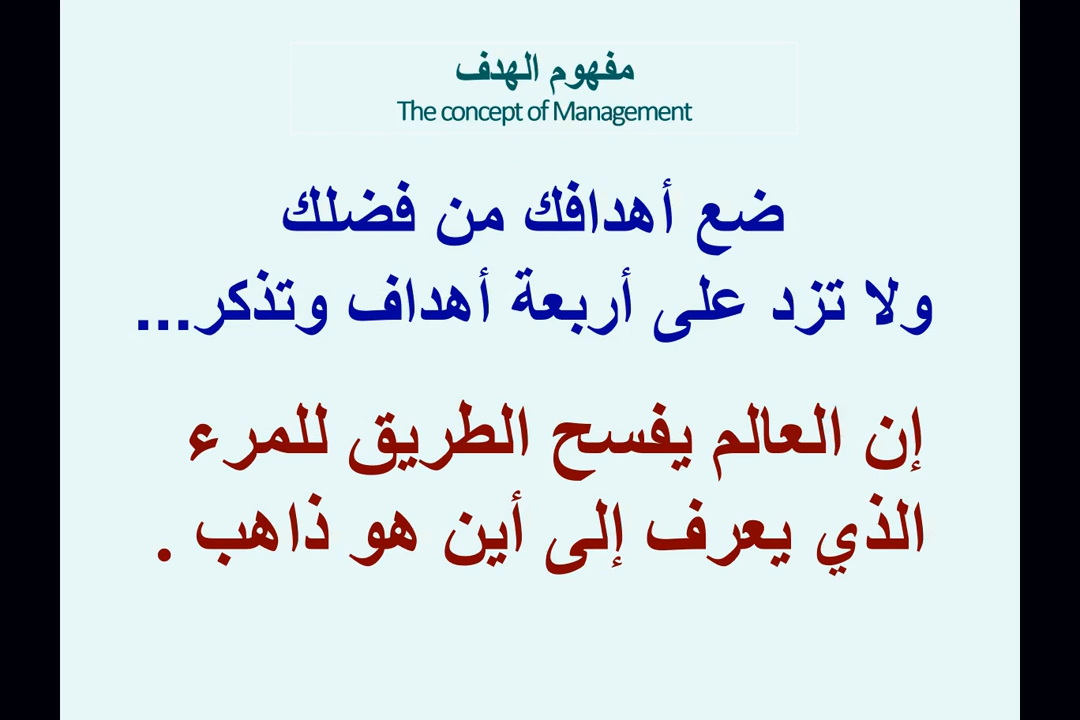 مفهوم الهدف
The concept of Management
ضع أهدافك من فضلك
ولا تزد على أربعة أهداف وتذكر...
إن العالم يفسح الطريق للمرء
الذي يعرف إلى أين هو ذاهب .